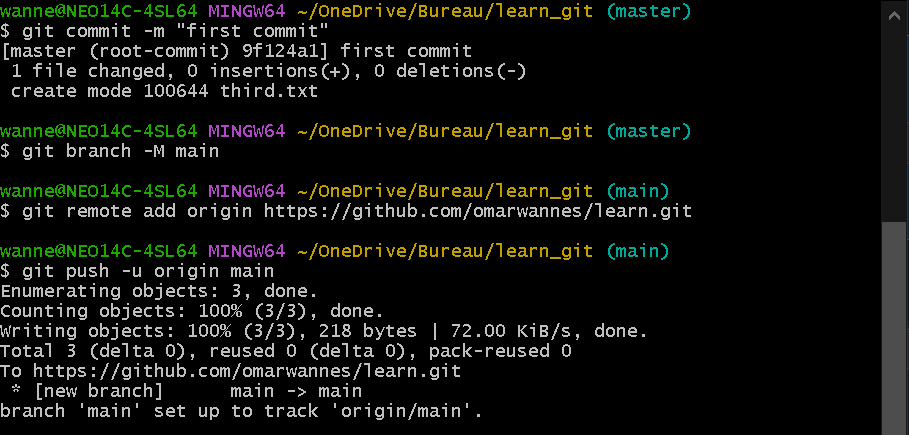 wanne@NEO14C-4SL64 MINGW64 ~/OneDrive/Bureau/learn_git (master)
$ git commit -m "first commit"
[master (root-commit) 9f124a1] first commit
 1 file changed, 0 insertions(+), 0 deletions(-)
 create mode 100644 third.txt
wanne@NEO14C-4SL64 MINGW64 ~/OneDrive/Bureau/learn_git (master)
$ git branch -M main
wanne@NEO14C-4SL64 MINGW64 ~/OneDrive/Bureau/learn_git (main)
$ git remote add origin https://github.com/omarwannes/learn.git
wanne@NEO14C-4SL64 MINGW64 ~/OneDrive/Bureau/learn_git (main)
$ git push -u origin main
Enumerating objects: 3, done.
Counting objects: 100% (3/3), done.
Writing objects: 100% (3/3), 218 bytes | 72.00 KiB/s, done.
Total 3 (delta 0), reused 0 (delta 0), pack-reused 0
To https://github.com/omarwannes/learn.git
 * [new branch]      main -> main
branch 'main' set up to track 'origin/main'.